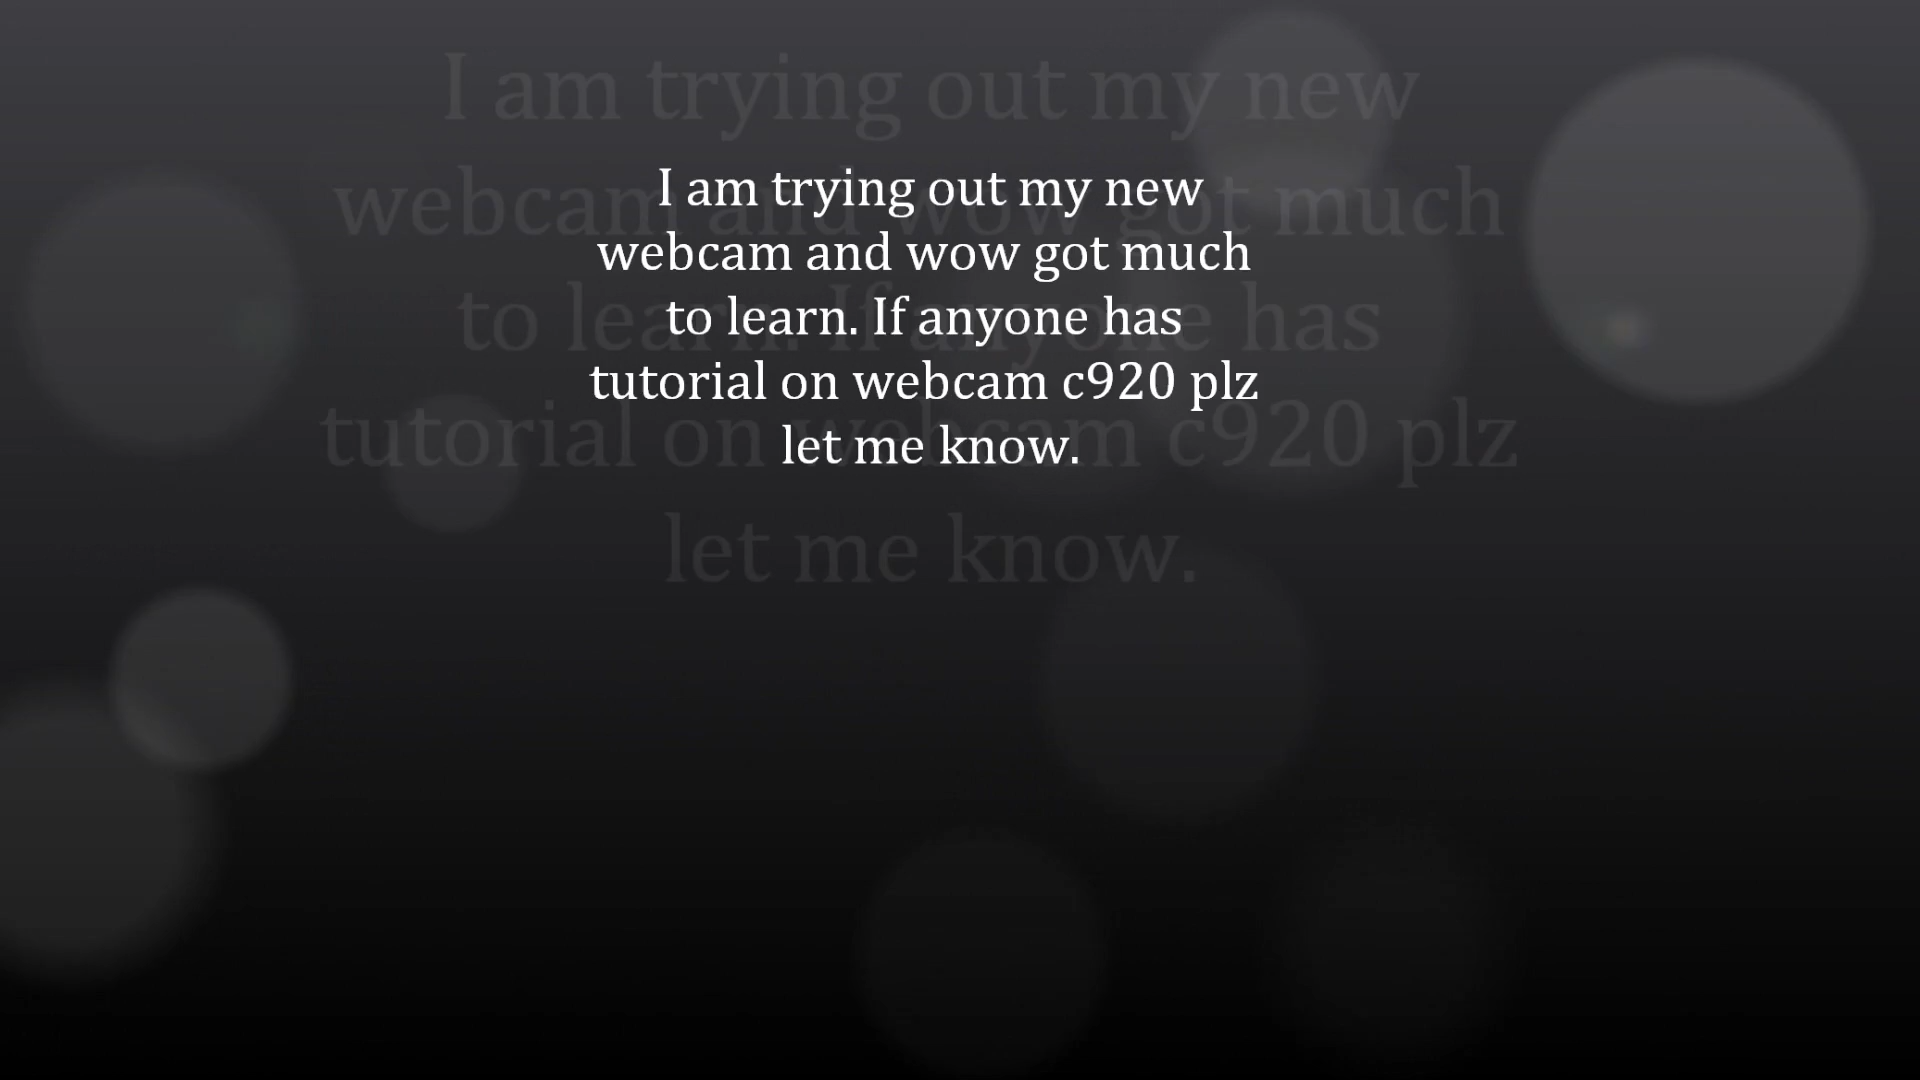 I am trying out my new
webcam and wow got much
to learn. If anyone has
tutorial on webcam c920 plz
let me know.